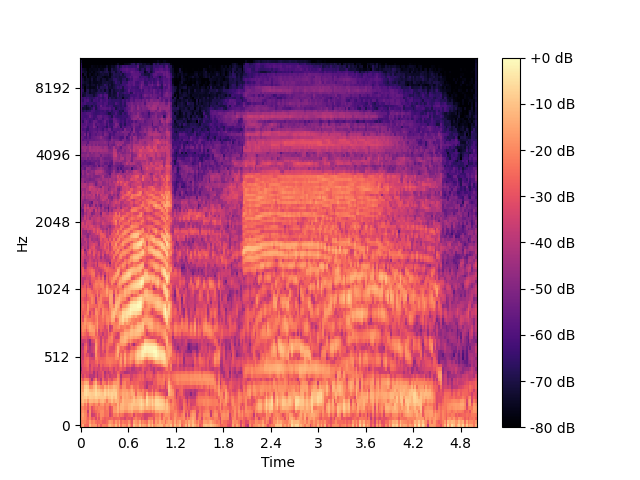 8192
4096
2048
1024
512
0
Hz
0 0.6 1.2 1.8 2.4 3 3.6 4.2 4.8
Time
+0 dB
-10 dB
-20 dB
-30 dB
-40 dB
-50 dB
-60 dB
-70 dB
-80 dB